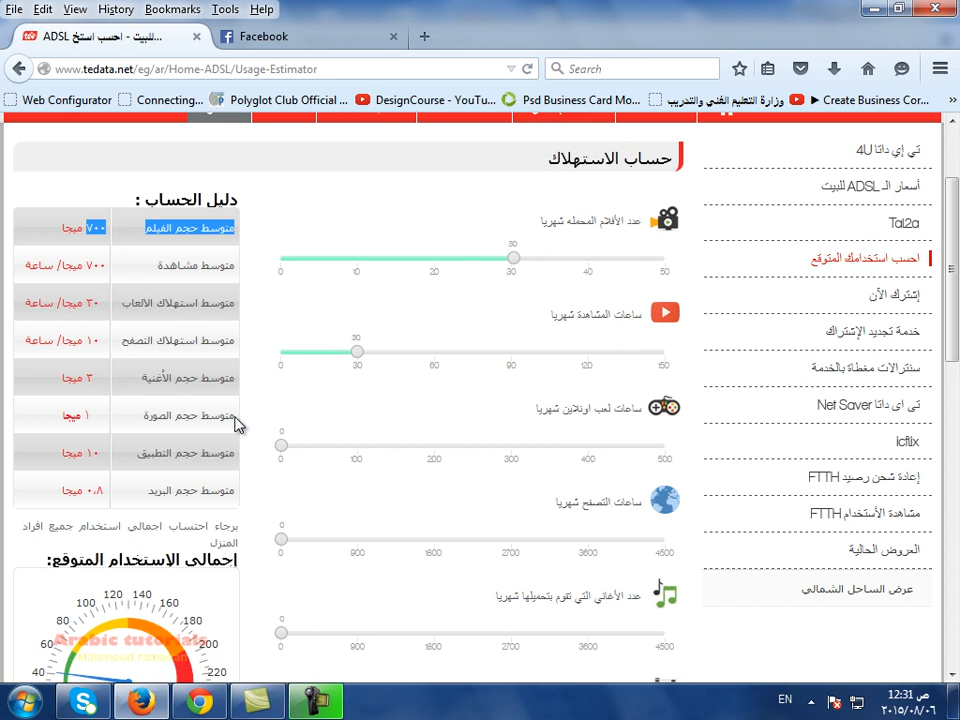 File Edit View History Bookmarks Tools Help
ADSL للبيت - احسب استخ...
Facebook
www.tedata.net/eg/ar/Home-ADSL/Usage-Estimator
Search
Web Configurator
Connecting...
Polyglot Club Official ...
DesignCourse - YouTu...
Psd Business Card Mo...
وزارة التعليم الفني والتدريب
► Create Business Cor...
حساب الاستهلاك
دليل الحساب :
متوسط حجم الفيلم ٧٠٠ ميجا
متوسط مشاهدة ٧٠٠ ميجا/ ساعة
متوسط استهلاك الالعاب ٣٠ ميجا/ ساعة
متوسط استهلاك التصفح ١٠ ميجا/ ساعة
متوسط حجم الأغنية ٣ ميجا
متوسط حجم الصورة ١ ميجا
متوسط حجم التطبيق ١٠ ميجا
متوسط حجم البريد ٠,٨ ميجا
برجاء احتساب اجمالي استخدام جميع افراد
المنزل
إجمالي الإستخدام المتوقع:
40 60 80 100 120 140 160 180 200 220
Arabic tutorials
عدد الأفلام المحمله شهريا
30
0 10 20 30 40 50
ساعات المشاهدة شهريا
30
0 30 60 90 120 150
ساعات لعب اونلاين شهريا
0
0 100 200 300 400 500
ساعات التصفح شهريا
0
0 900 1800 2700 3600 4500
عدد الأغاني التي تقوم بتحميلها شهريا
0
0 900 1800 2700 3600 4500
تي إي داتا 4U
أسعار الـ ADSL للبيت
Tal2a
احسب استخدامك المتوقع
إشترك الآن
خدمة تجديد الإشتراك
سنترالات مغطاة بالخدمة
تى اى داتا Net Saver
Icflix
إعادة شحن رصيد FTTH
مشاهدة الأستخدام FTTH
العروض الحالية
عرض الساحل الشمالي
EN
12:31 ص
٢٠١٥/٠٨/٠٦